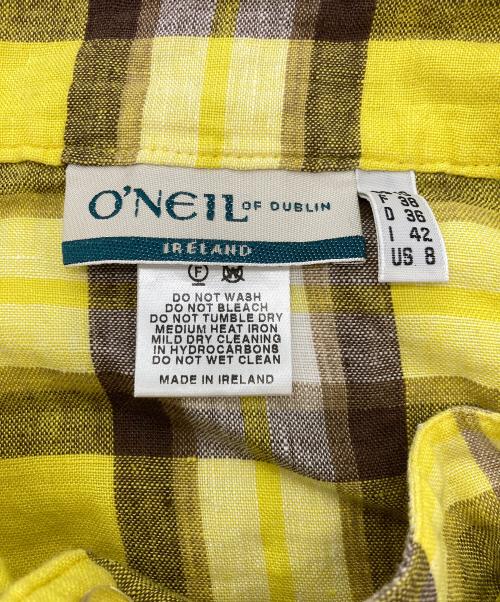 O'NEIL OF DUBLIN
IRELAND
F 38
D 36
I 42
US 8
DO NOT WASH
DO NOT BLEACH
DO NOT TUMBLE DRY
MEDIUM HEAT IRON
MILD DRY CLEANING
IN HYDROCARBONS
DO NOT WET CLEAN
MADE IN IRELAND